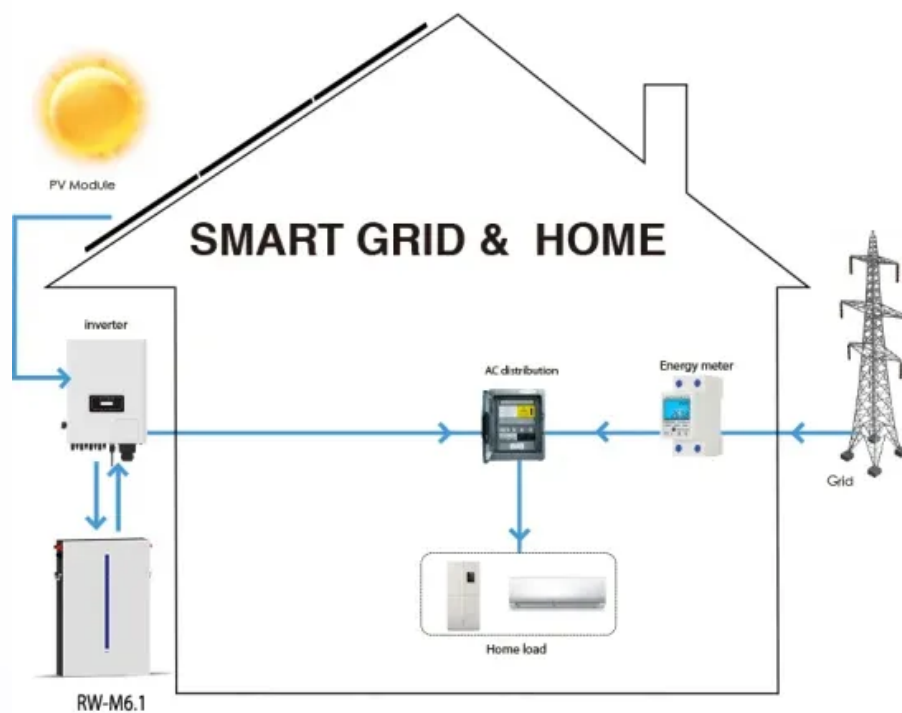 PV Module
SMART GRID & HOME
inverter
AC distribution
Energy meter
Grid
Home load
RW-M6.1